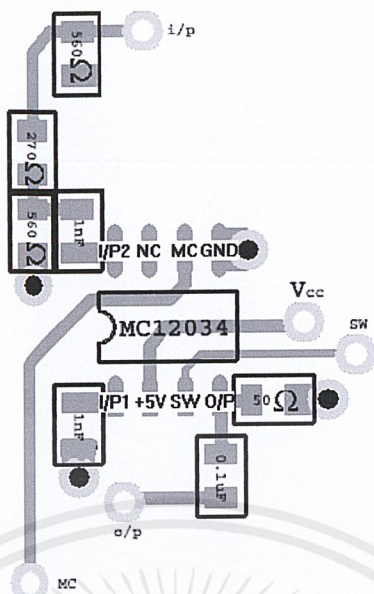 i/p
560Ω
270Ω
560Ω
1nF
I/P2 NC MC GND
Vcc
MC12034
SW
I/P1 +5V SW O/P
50Ω
1nF
0.1uF
o/p
MC